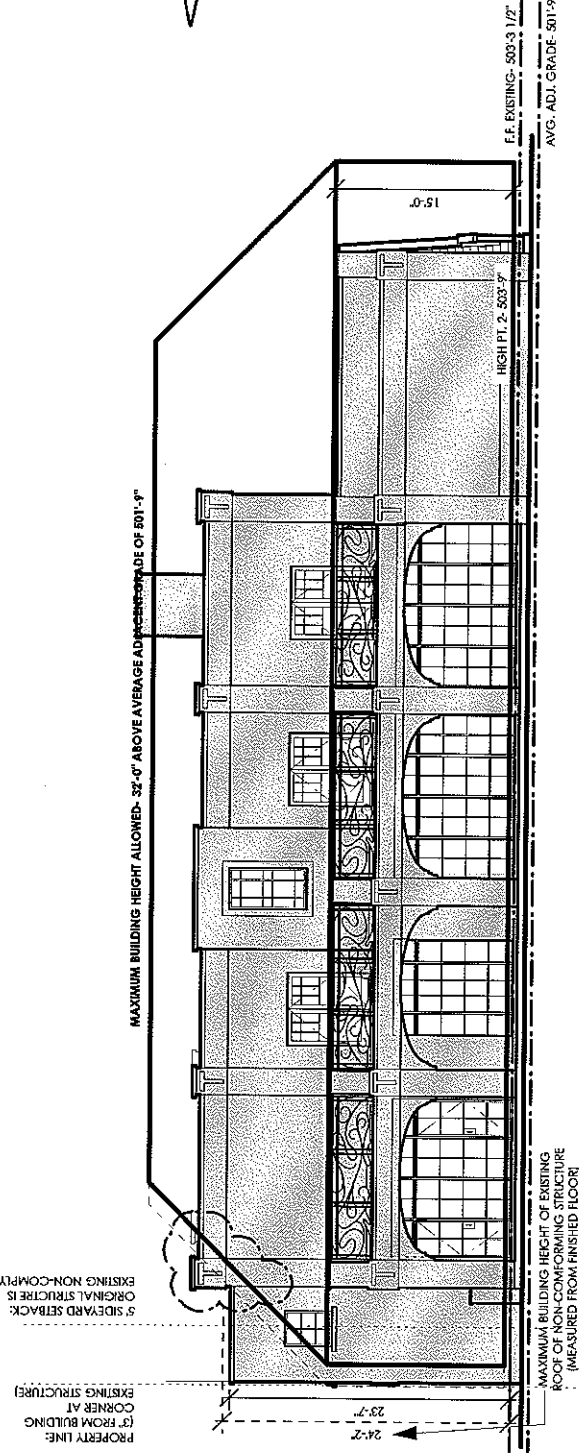 PROPERTY LINE:
(3" FROM BUILDING
CORNER AT
EXISTING STRUCTURE)
5' SIDEYARD SETBACK:
ORIGINAL STRUCTRE IS
EXISTING NON-COMPLY
MAXIMUM BUILDING HEIGHT ALLOWED- 32'-0" ABOVE AVERAGE ADJACENT GRADE OF 501'-9"
24'-2"
23'-7"
15'-0"
HIGH PT. 2- 503'-9"
F.F. EXISTING- 503'-3 1/2"
AVG. ADJ. GRADE- 501'-9
MAXIMUM BUILDING HEIGHT OF EXISTING
ROOF OF NON-COMFORMING STRUCTURE
(MEASURED FROM FINISHED FLOOR)